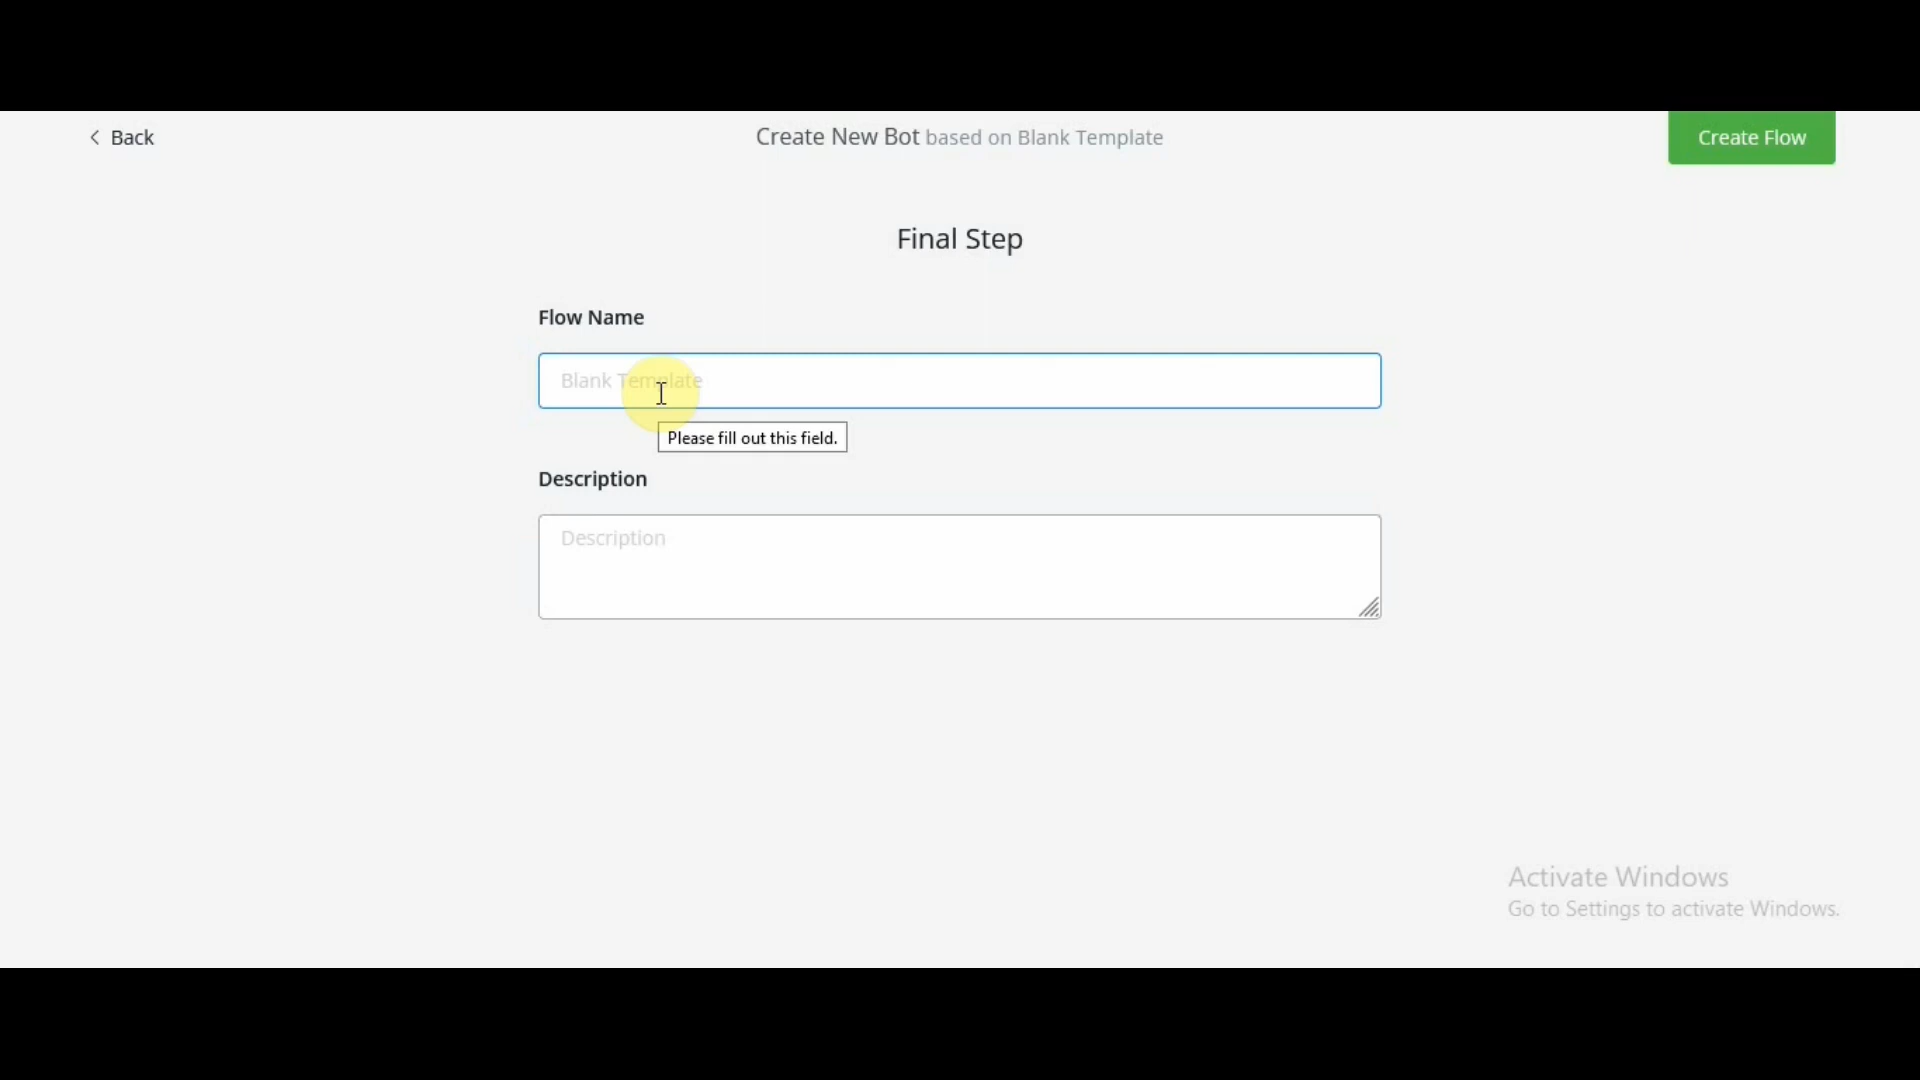 Back
Create New Bot based on Blank Template
Create Flow
Final Step
Flow Name
Blank Template
Please fill out this field.
Description
Description
Activate Windows
Go to Settings to activate Windows.